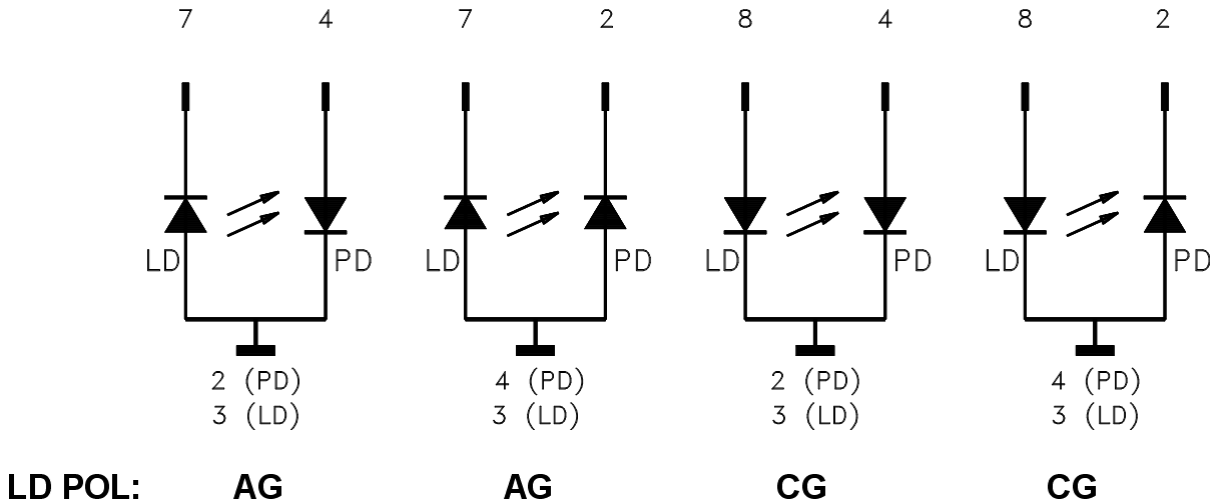 7 4 7 2 8 4 8 2
LD PD LD PD LD PD LD PD
2 (PD) 4 (PD) 2 (PD) 4 (PD)
3 (LD) 3 (LD) 3 (LD) 3 (LD)
LD POL: AG AG CG CG